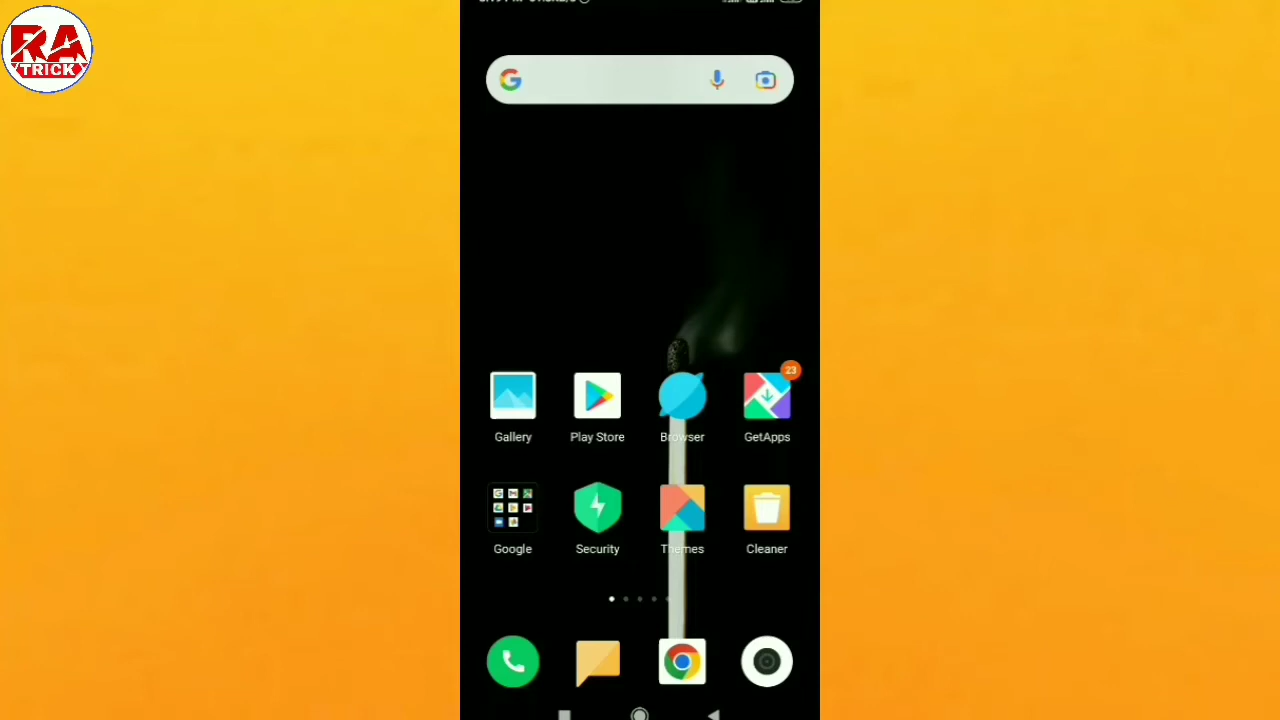 RA
TRICK
23
Gallery
Play Store
Browser
GetApps
Google
Security
Themes
Cleaner